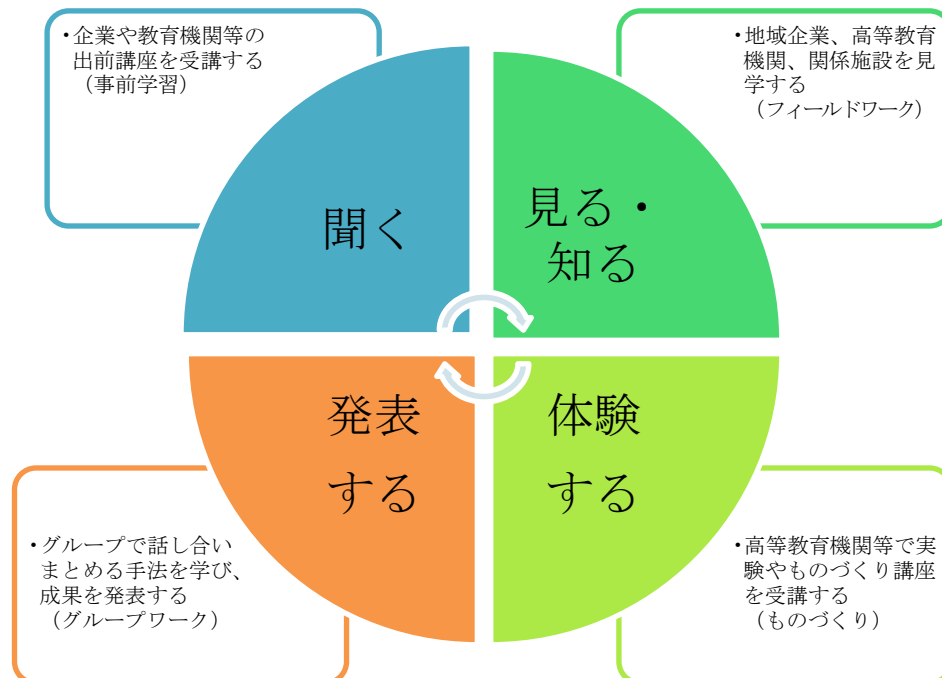 ・企業や教育機関等の
出前講座を受講する
（事前学習）
・地域企業、高等教育
機関、関係施設を見
学する
（フィールドワーク）
聞く
見る・
知る
発表
する
体験
する
・グループで話し合い
まとめる手法を学び、
成果を発表する
（グループワーク）
・高等教育機関等で実
験やものづくり講座
を受講する
（ものづくり）